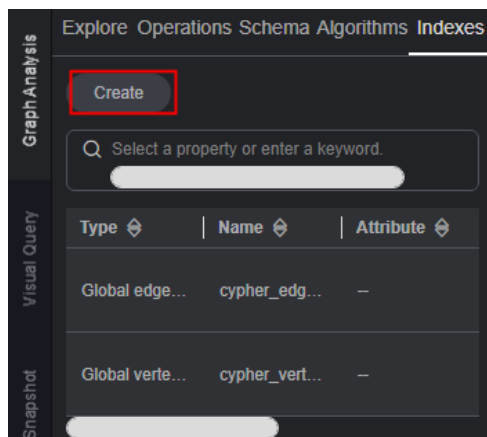 Explore Operations Schema Algorithms Indexes
Graph Analysis
Create
Select a property or enter a keyword.
Visual Query
Type Name Attribute
Global edge... cypher_edg... --
Snapshot
Global verte... cypher_vert... --